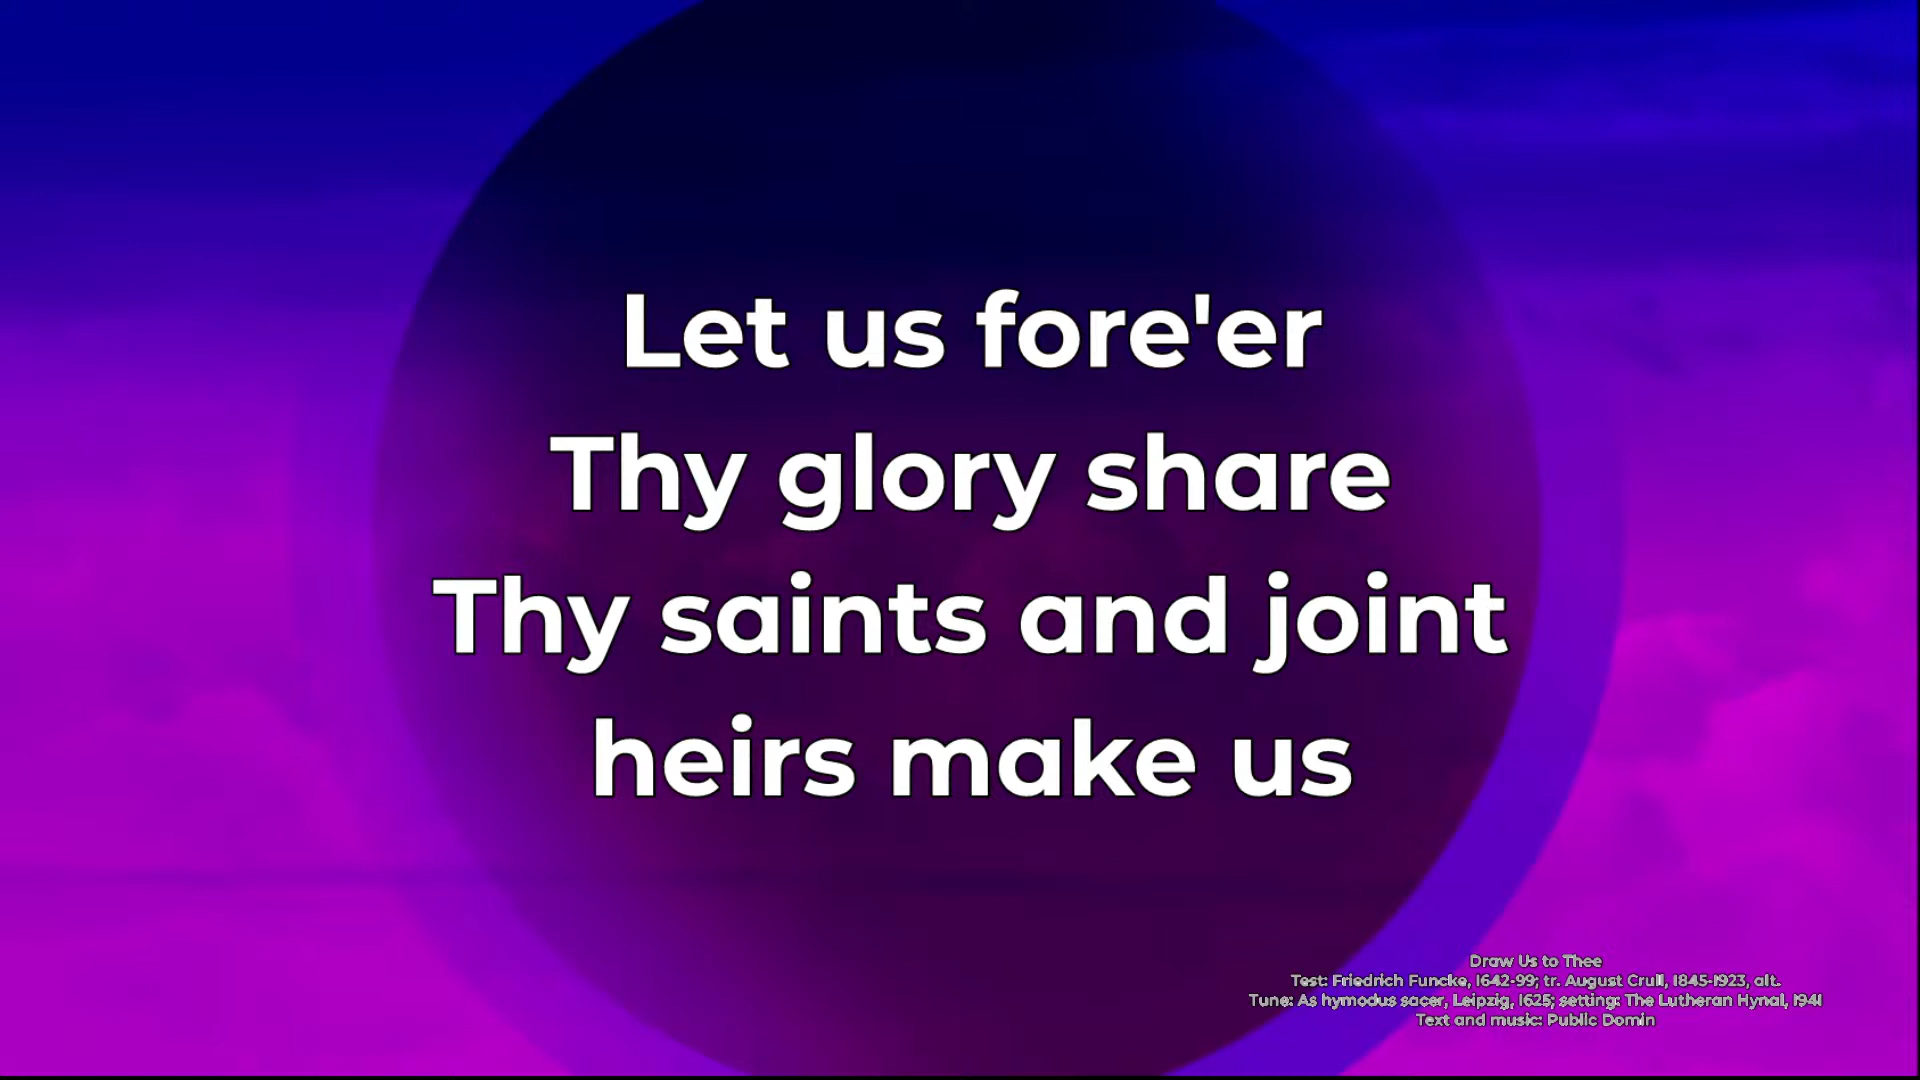 Let us fore'er
Thy glory share
Thy saints and joint
heirs make us
Draw Us to Thee
Test: Friedrich Funcke, 1642-99; tr. August Crull, 1845-1923, alt.
Tune: As hymodus sacer, Leipzig, 1625; setting: The Lutheran Hynal, 1941
Text and music: Public Domin